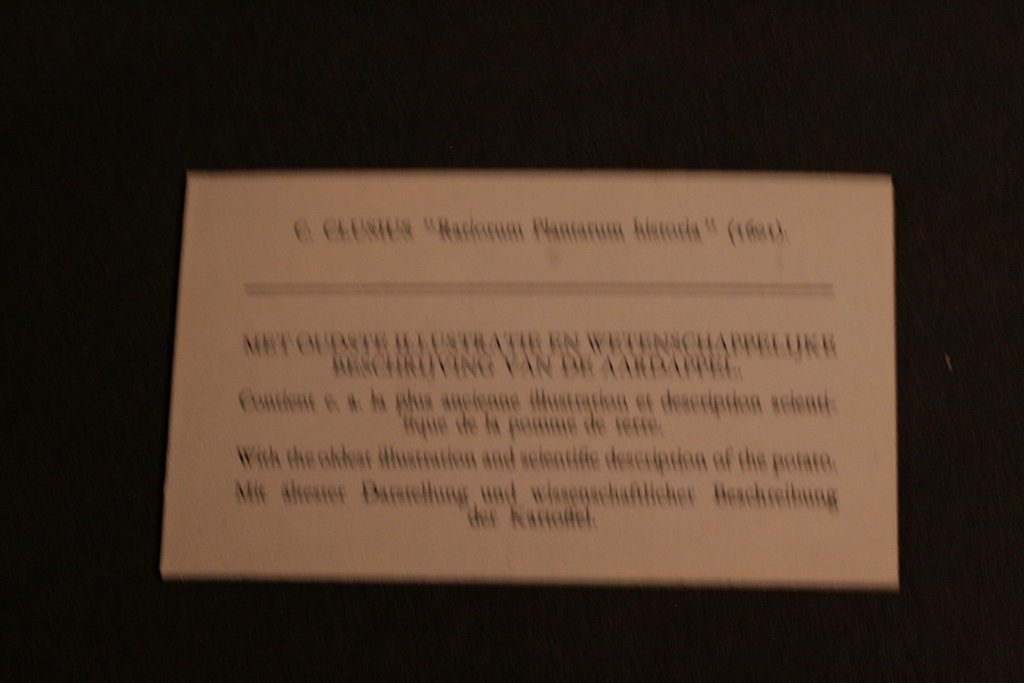 C. CLUSIUS "Rariorum Plantarum historia" (1601).
MET OUDSTE ILLUSTRATIE EN WETENSCHAPPELIJKE
BESCHRIJVING VAN DE AARDAPPEL.
Contient e. a. la plus ancienne illustration et description scienti-
fique de la pomme de terre.
With the oldest illustration and scientific description of the potato.
Mit ältester Darstellung und wissenschaftlicher Beschreibung
der Kartoffel.